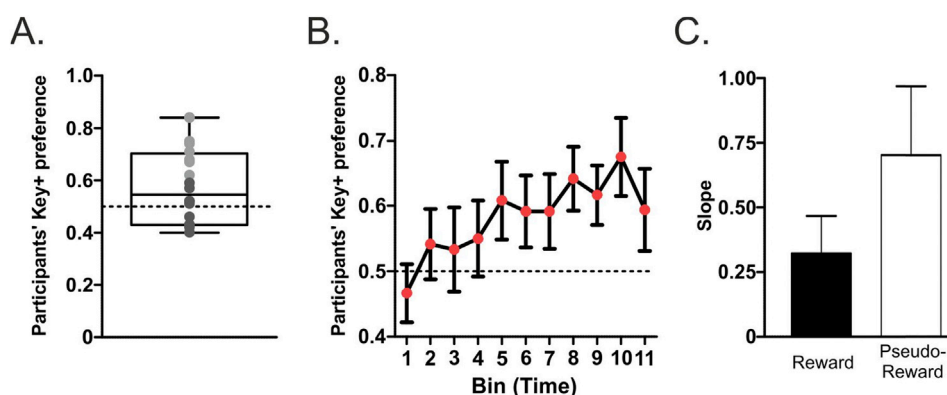 A.
Participants' Key+ preference
1.0
0.8
0.6
0.4
0.2
0
B.
Participants' Key+ preference
0.8
0.7
0.6
0.5
0.4
1 2 3 4 5 6 7 8 9 10 11
Bin (Time)
C.
Slope
1.00
0.75
0.50
0.25
0
Reward
Pseudo-
Reward